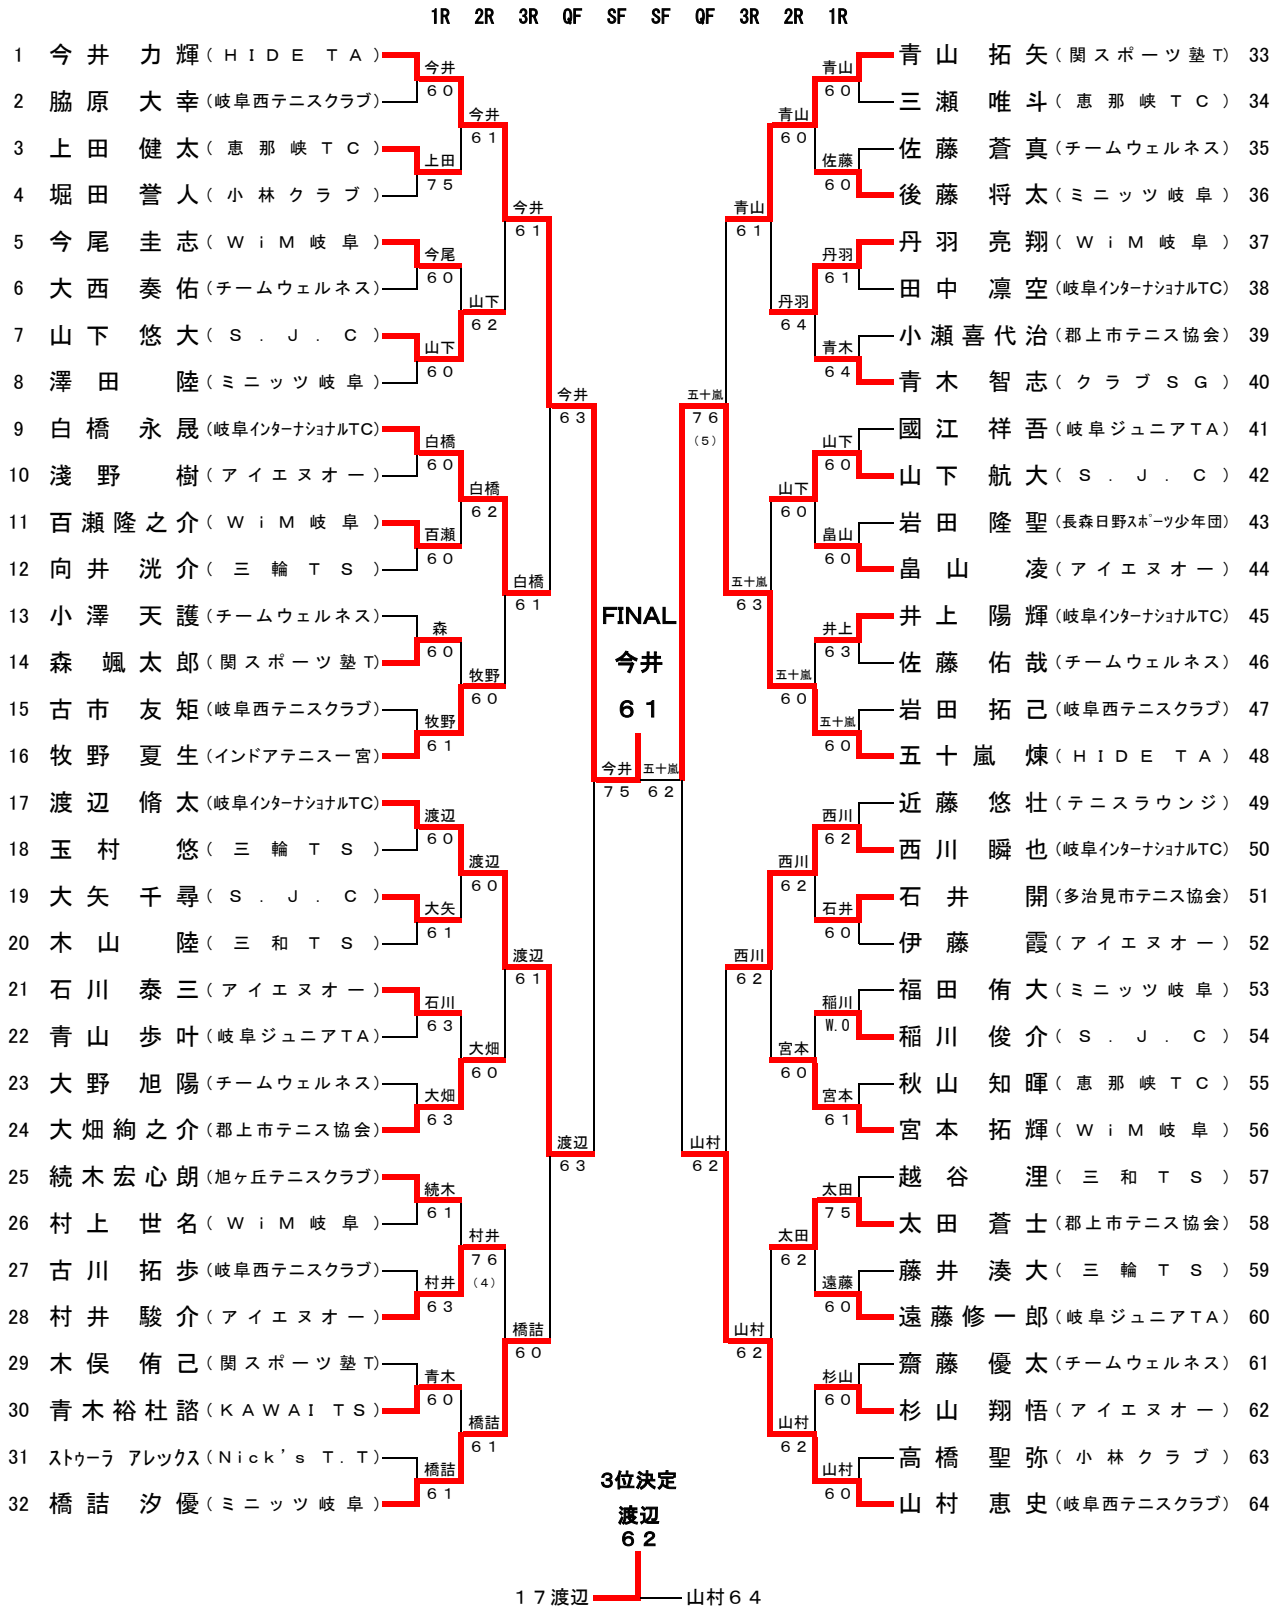 1R 2R 3R QF SF SF QF 3R 2R 1R
1 今井 力輝 (HIDE TA)
2 脇原 大幸 (岐阜西テニスクラブ)
3 上田 健太 (恵那峡TC)
4 堀田 誉人 (小林クラブ)
5 今尾 圭志 (WiM岐阜)
6 大西 奏佑 (チームウェルネス)
7 山下 悠大 (S.J.C)
8 澤田 陸 (ミニッツ岐阜)
9 白橋 永晟 (岐阜インターナショナルTC)
10 淺野 樹 (アイエヌオー)
11 百瀬隆之介 (WiM岐阜)
12 向井 洸介 (三輪TS)
13 小澤 天護 (チームウェルネス)
14 森 颯太郎 (関スポーツ塾T)
15 古市 友矩 (岐阜西テニスクラブ)
16 牧野 夏生 (インドアテニス一宮)
17 渡辺 脩太 (岐阜インターナショナルTC)
18 玉村 悠 (三輪TS)
19 大矢 千尋 (S.J.C)
20 木山 陸 (三和TS)
21 石川 泰三 (アイエヌオー)
22 青山 歩叶 (岐阜ジュニアTA)
23 大野 旭陽 (チームウェルネス)
24 大畑絢之介 (郡上市テニス協会)
25 続木宏心朗 (旭ヶ丘テニスクラブ)
26 村上 世名 (WiM岐阜)
27 古川 拓歩 (岐阜西テニスクラブ)
28 村井 駿介 (アイエヌオー)
29 木俣 侑己 (関スポーツ塾T)
30 青木裕杜諮 (KAWAI TS)
31 ストゥーラ アレックス (Nick's T.T)
32 橋詰 汐優 (ミニッツ岐阜)
今井
60
上田
75
今尾
60
山下
60
白橋
60
百瀬
60
森
60
牧野
61
渡辺
60
大矢
61
石川
63
大畑
63
続木
61
村井
63
青木
60
橋詰
61
今井
61
山下
62
白橋
62
牧野
60
渡辺
60
大畑
60
村井
76
(4)
橋詰
61
今井
61
白橋
61
渡辺
61
橋詰
60
今井
63
渡辺
63
今井
75
FINAL
今井
61
五十嵐
62
五十嵐
76
(5)
山村
62
青山
61
五十嵐
63
西川
62
山村
62
青山
60
丹羽
64
山下
60
五十嵐
60
西川
62
宮本
60
太田
62
山村
62
青山
60
佐藤
60
丹羽
61
青木
64
山下
60
畠山
60
井上
63
五十嵐
60
西川
62
石井
60
稲川
W.0
宮本
61
太田
75
遠藤
60
杉山
60
山村
60
青山 拓矢 (関スポーツ塾T) 33
三瀬 唯斗 (恵那峡TC) 34
佐藤 蒼真 (チームウェルネス) 35
後藤 将太 (ミニッツ岐阜) 36
丹羽 亮翔 (WiM岐阜) 37
田中 凛空 (岐阜インターナショナルTC) 38
小瀬喜代治 (郡上市テニス協会) 39
青木 智志 (クラブSG) 40
國江 祥吾 (岐阜ジュニアTA) 41
山下 航大 (S.J.C) 42
岩田 隆聖 (長森日野スポーツ少年団) 43
畠山 凌 (アイエヌオー) 44
井上 陽輝 (岐阜インターナショナルTC) 45
佐藤 佑哉 (チームウェルネス) 46
岩田 拓己 (岐阜西テニスクラブ) 47
五十嵐 煉 (HIDE TA) 48
近藤 悠壮 (テニスラウンジ) 49
西川 瞬也 (岐阜インターナショナルTC) 50
石井 開 (多治見市テニス協会) 51
伊藤 霞 (アイエヌオー) 52
福田 侑大 (ミニッツ岐阜) 53
稲川 俊介 (S.J.C) 54
秋山 知暉 (恵那峡TC) 55
宮本 拓輝 (WiM岐阜) 56
越谷 浬 (三和TS) 57
太田 蒼士 (郡上市テニス協会) 58
藤井 湊大 (三輪TS) 59
遠藤修一郎 (岐阜ジュニアTA) 60
齋藤 優太 (チームウェルネス) 61
杉山 翔悟 (アイエヌオー) 62
高橋 聖弥 (小林クラブ) 63
山村 恵史 (岐阜西テニスクラブ) 64
3位決定
渡辺
62
17渡辺 山村64